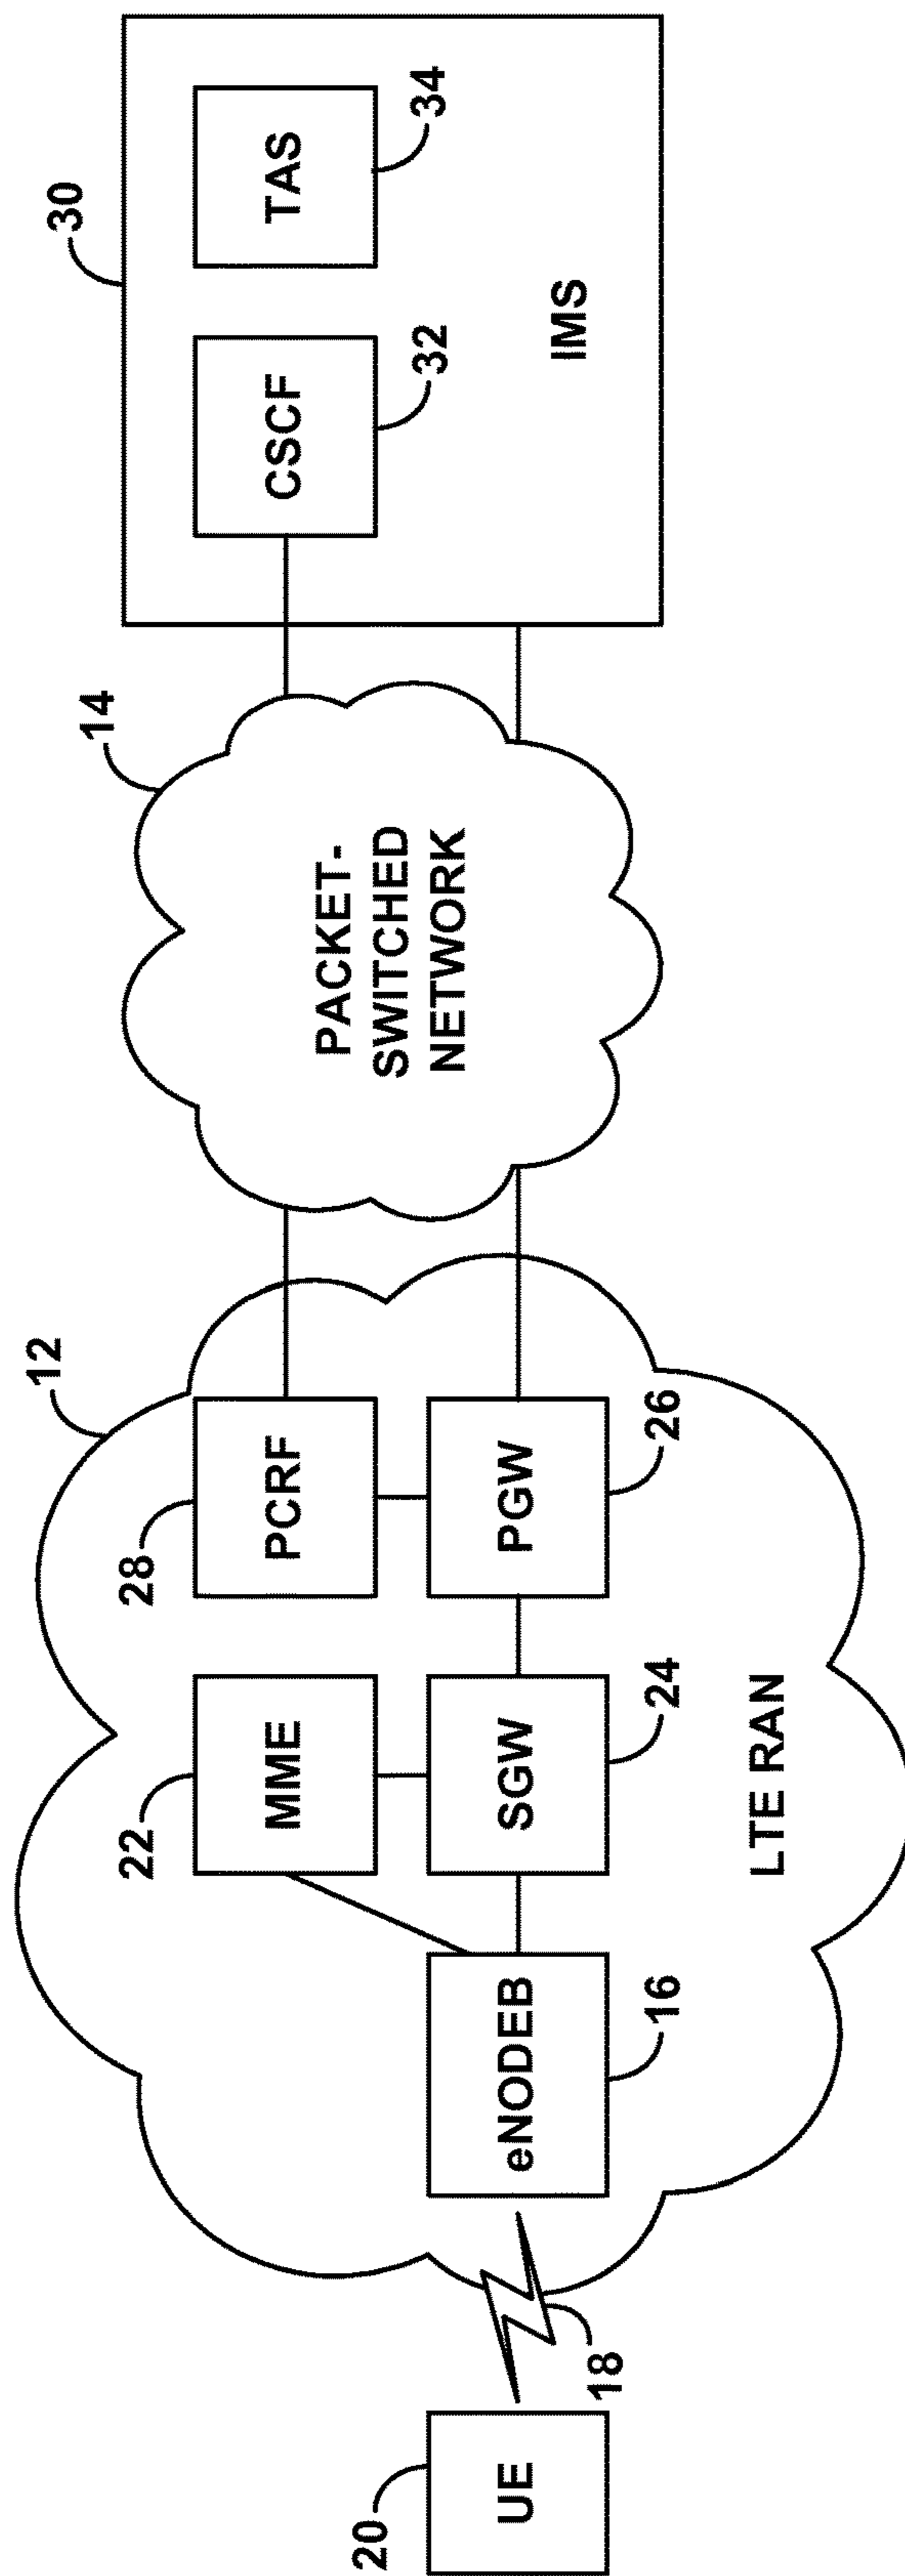 12
14
30
28
22
PCRF
MME
CSCF
TAS
32
34
PACKET-
SWITCHED
NETWORK
20
UE
18
eNODEB
16
SGW
24
PGW
26
LTE RAN
IMS